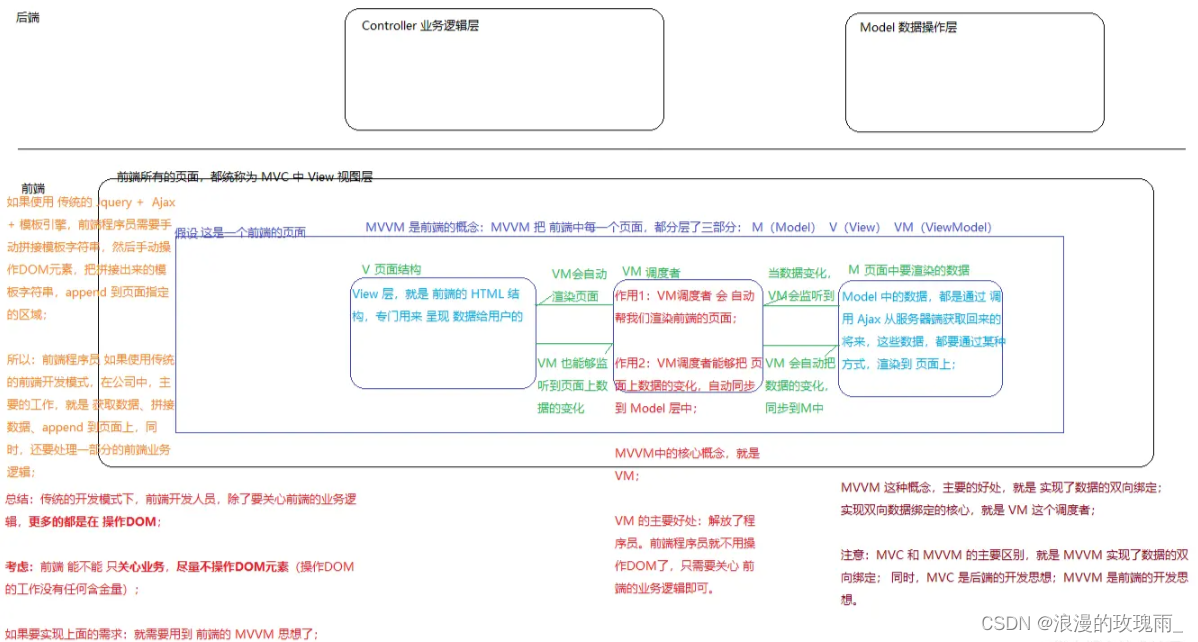 后端
Controller 业务逻辑层
Model 数据操作层
前端所有的页面，都统称为 MVC 中 View 视图层
前端
如果使用 传统的 Jquery + Ajax
+ 模板引擎，前端程序员需要手
动拼接模板字符串，然后手动操
作DOM元素，把拼接出来的模
板字符串，append 到页面指定
的区域；
所以：前端程序员 如果使用传统
的前端开发模式，在公司中，主
要的工作，就是 获取数据、拼接
数据、append 到页面上，同
时，还要处理一部分的前端业务
逻辑；
总结：传统的开发模式下，前端开发人员，除了要关心前端的业务逻
辑，更多的都是在 操作DOM；
考虑：前端 能不能 只关心业务，尽量不操作DOM元素（操作DOM
的工作没有任何含金量）；
如果要实现上面的需求：就需要用到 前端的 MVVM 思想了；
假设 这是一个前端的页面
MVVM 是前端的概念：MVVM 把 前端中每一个页面，都分层了三部分： M（Model） V（View） VM（ViewModel）
V 页面结构
View 层，就是 前端的 HTML 结
构，专门用来 呈现 数据给用户的
VM会自动
渲染页面
VM 也能够监
听到页面上数
据的变化
VM 调度者
作用1：VM调度者 会 自动
帮我们渲染前端的页面；
作用2：VM调度者能够把 页
面上数据的变化，自动同步
到 Model 层中；
当数据变化，
VM会监听到
VM 会自动把
数据的变化，
同步到M中
M 页面中要渲染的数据
Model 中的数据，都是通过 调
用 Ajax 从服务器端获取回来的
将来，这些数据，都要通过某种
方式，渲染到 页面上；
MVVM中的核心概念，就是
VM；
VM 的主要好处：解放了程
序员。前端程序员就不用操
作DOM了，只需要关心 前
端的业务逻辑即可。
MVVM 这种概念，主要的好处，就是 实现了数据的双向绑定；
实现双向数据绑定的核心，就是 VM 这个调度者；
注意：MVC 和 MVVM 的主要区别，就是 MVVM 实现了数据的双
向绑定； 同时，MVC 是后端的开发思想；MVVM 是前端的开发思
想。
CSDN @浪漫的玫瑰雨_